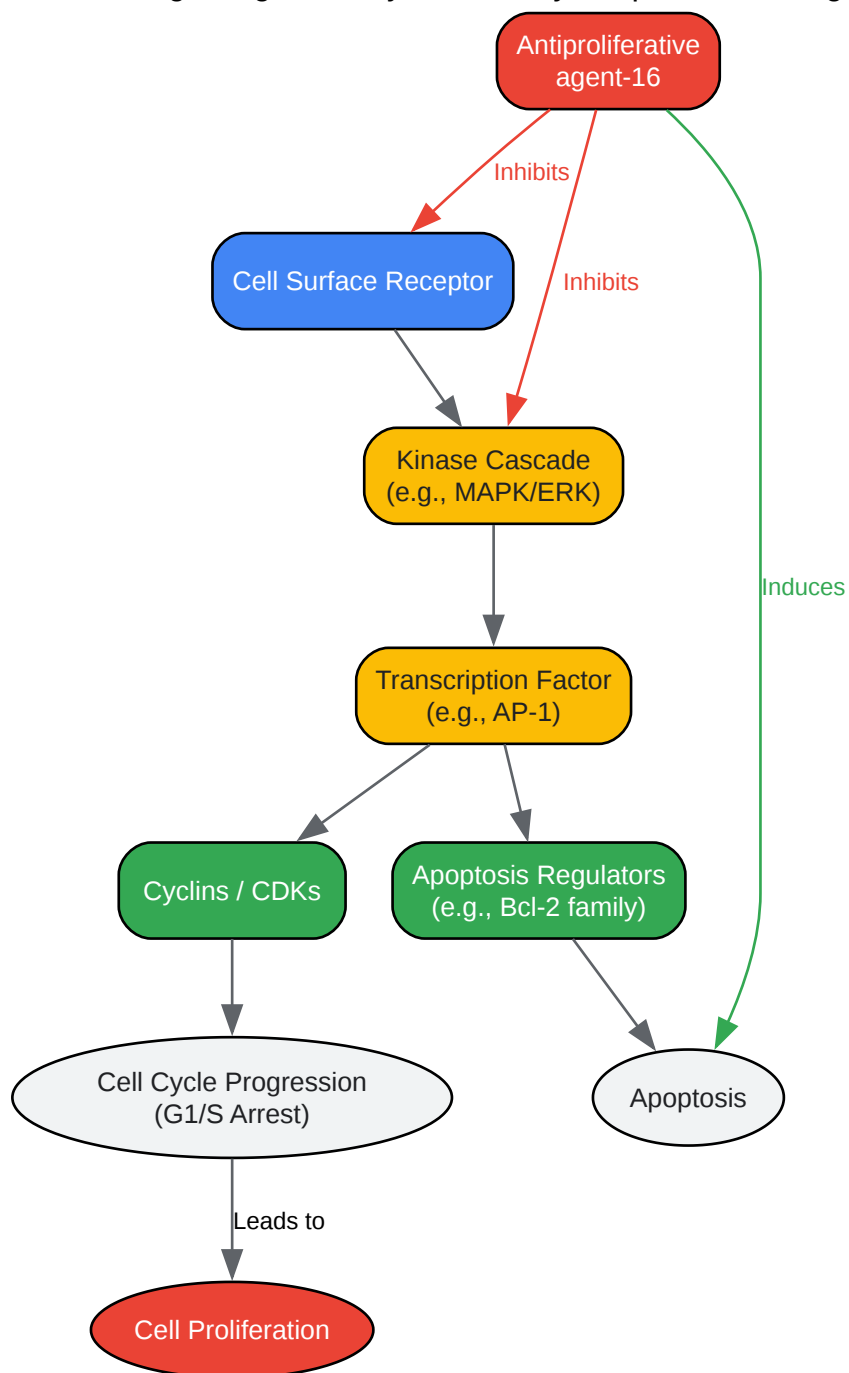 Antiproliferative
agent-16
Inhibits
Cell Surface Receptor
Inhibits
Kinase Cascade
(e.g., MAPK/ERK)
Induces
Transcription Factor
(e.g., AP-1)
Cyclins / CDKs
Apoptosis Regulators
(e.g., Bcl-2 family)
Cell Cycle Progression
(G1/S Arrest)
Apoptosis
Leads to
Cell Proliferation